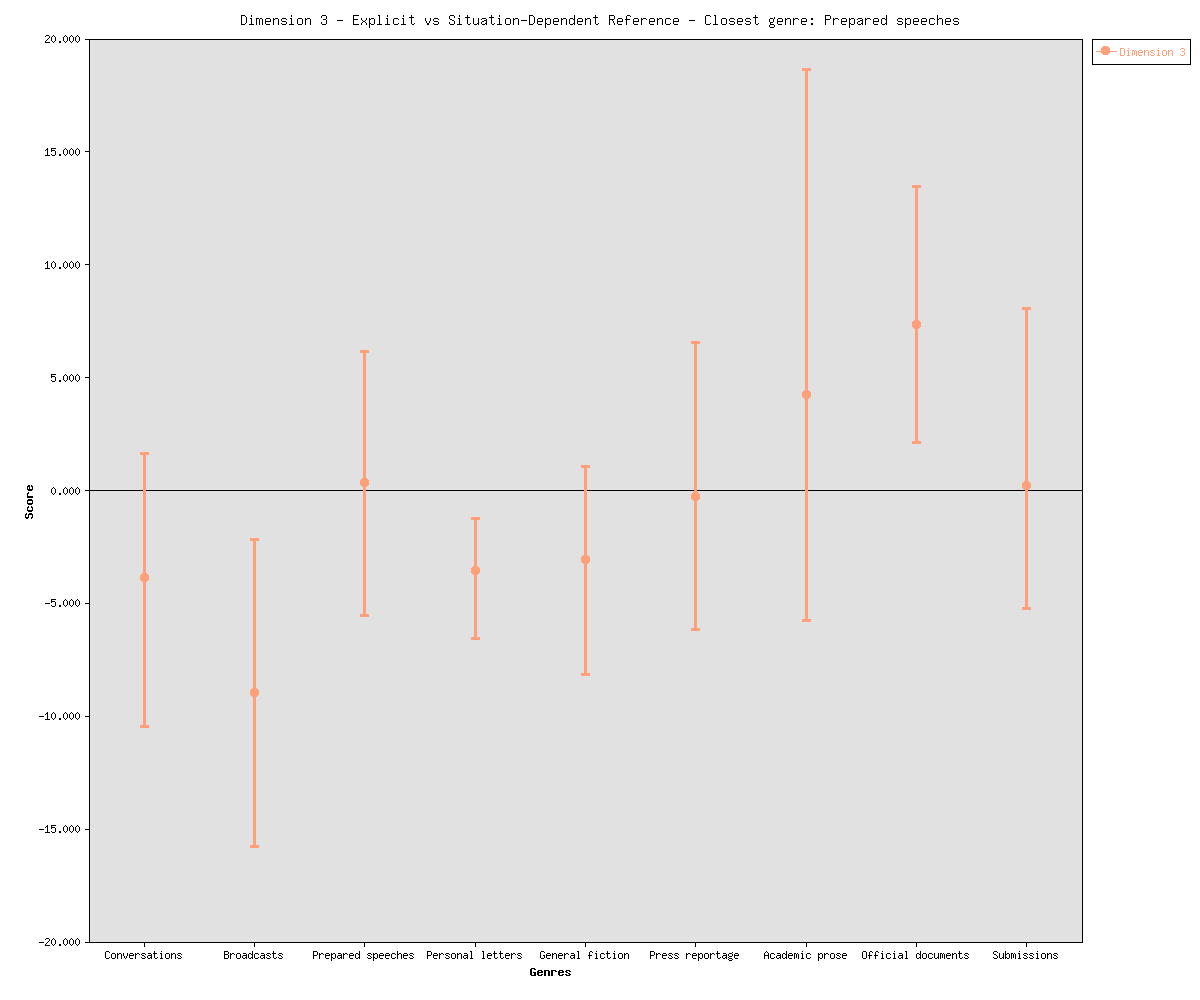 Dimension 3 - Explicit vs Situation-Dependent Reference - Closest genre: Prepared speeches
Dimension 3
20.000
15.000
10.000
5.000
0.000
-5.000
-10.000
-15.000
-20.000
Score
Conversations Broadcasts Prepared speeches Personal letters General fiction Press reportage Academic prose Official documents Submissions
Genres